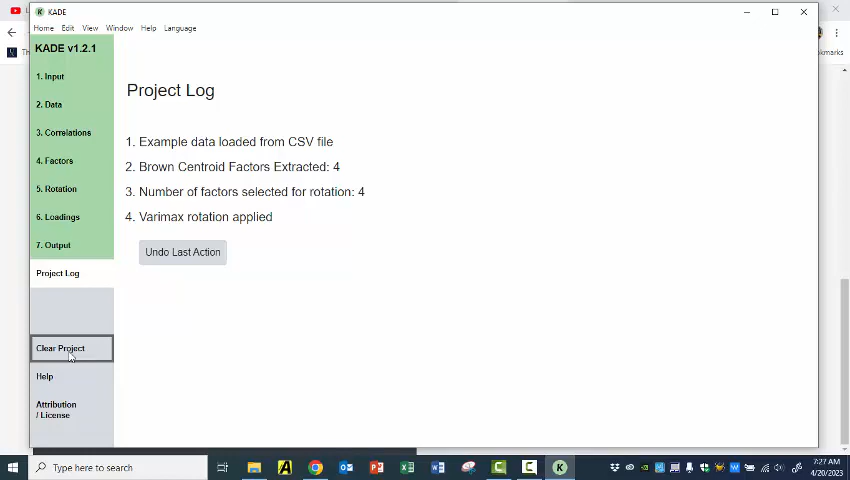 KADE
Home Edit View Window Help Language
KADE v1.2.1
1. Input
2. Data
3. Correlations
4. Factors
5. Rotation
6. Loadings
7. Output
Project Log
Clear Project
Help
Attribution
/ License
Project Log
1. Example data loaded from CSV file
2. Brown Centroid Factors Extracted: 4
3. Number of factors selected for rotation: 4
4. Varimax rotation applied
Undo Last Action
Th
okmarks
Type here to search
7:27 AM
4/20/2023